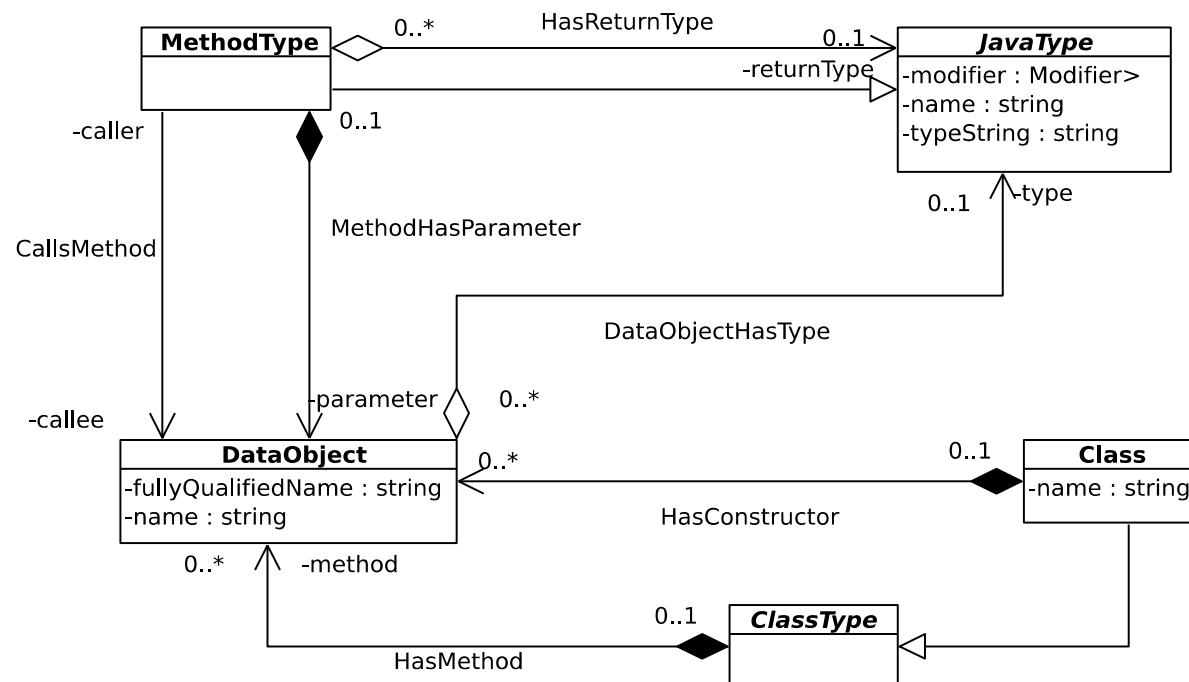 HasReturnType
0..*
0..1
MethodType
JavaType
-returnType
-modifier : Modifier>
-name : string
-typeString : string
-caller
0..1
0..1
-type
CallsMethod
MethodHasParameter
DataObjectHasType
-parameter
0..*
-callee
DataObject
0..*
0..1
Class
-fullyQualifiedName : string
-name : string
-name : string
HasConstructor
0..*
-method
0..1
ClassType
HasMethod